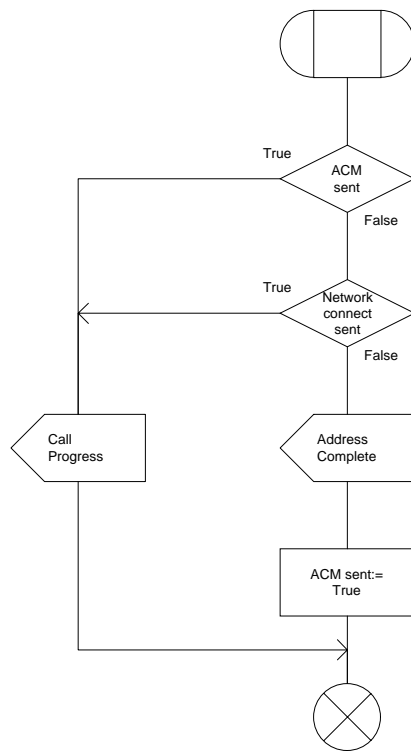 True
ACM
sent
False
True
Network
connect
sent
False
Call
Progress
Address
Complete
ACM sent:=
True